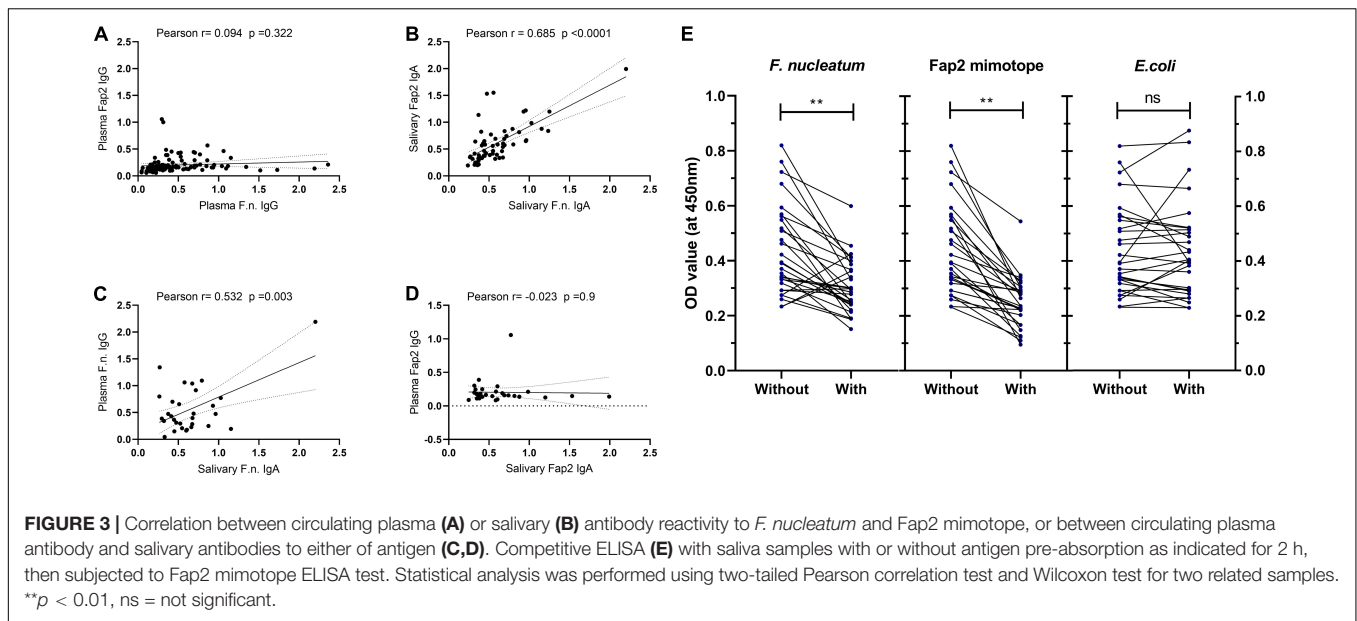 A
Pearson r= 0.094 p =0.322
Plasma Fap2 IgG
2.5
2.0
1.5
1.0
0.5
0.0
0.0 0.5 1.0 1.5 2.0 2.5
Plasma F.n. IgG
B
Pearson r = 0.685 p <0.0001
Salivary Fap2 IgA
2.5
2.0
1.5
1.0
0.5
0.0
0.0 0.5 1.0 1.5 2.0 2.5
Salivary F.n. IgA
C
Pearson r= 0.532 p =0.003
Plasma F.n. IgG
2.5
2.0
1.5
1.0
0.5
0.0
0.0 0.5 1.0 1.5 2.0 2.5
Salivary F.n. IgA
D
Pearson r= -0.023 p =0.9
Plasma Fap2 IgG
2.5
2.0
1.5
1.0
0.5
0.0
-0.5
0.0 0.5 1.0 1.5 2.0 2.5
Salivary Fap2 IgA
E
F. nucleatum Fap2 mimotope E.coli
** ** ns
OD value (at 450nm)
1.0
0.8
0.6
0.4
0.2
0.0
1.0
0.8
0.6
0.4
0.2
0.0
Without With Without With Without With
FIGURE 3 | Correlation between circulating plasma (A) or salivary (B) antibody reactivity to F. nucleatum and Fap2 mimotope, or between circulating plasma
antibody and salivary antibodies to either of antigen (C,D). Competitive ELISA (E) with saliva samples with or without antigen pre-absorption as indicated for 2 h,
then subjected to Fap2 mimotope ELISA test. Statistical analysis was performed using two-tailed Pearson correlation test and Wilcoxon test for two related samples.
**p < 0.01, ns = not significant.